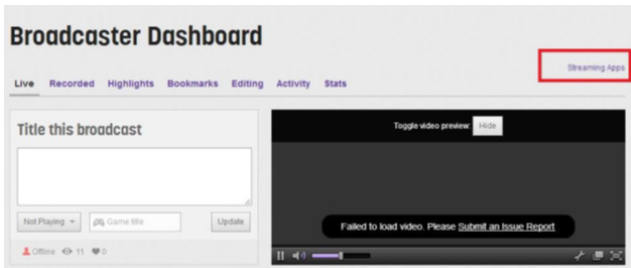 Broadcaster Dashboard
Streaming Apps
Live Recorded Highlights Bookmarks Editing Activity Stats
Title this broadcast
Toggle video preview: Hide
Not Playing Game title Update
Failed to load video. Please Submit an Issue Report
Offline 11 0